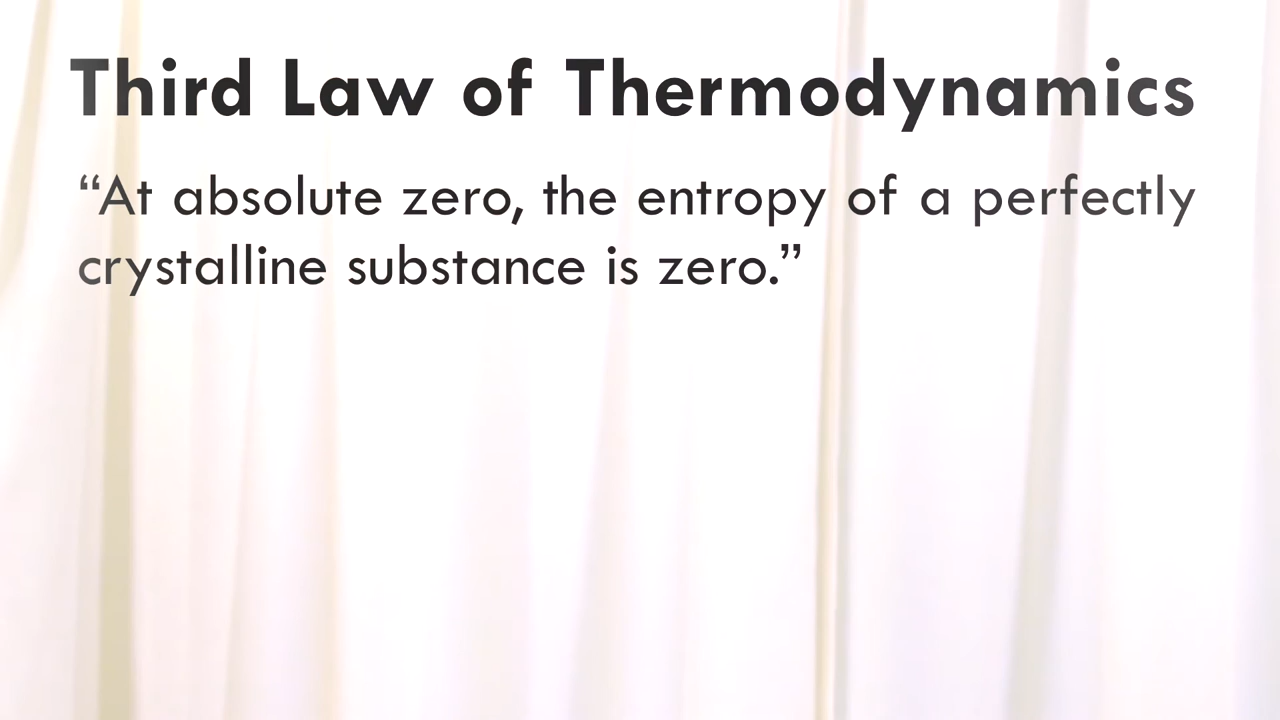 Third Law of Thermodynamics
“At absolute zero, the entropy of a perfectly
crystalline substance is zero.”